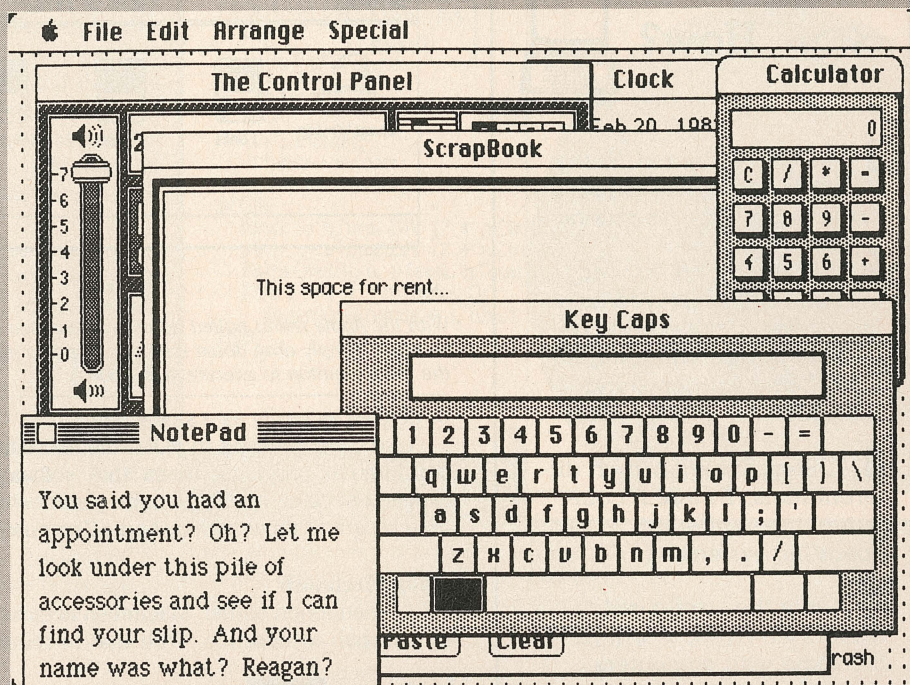 File Edit Arrange Special
The Control Panel
Clock
Calculator
Feb 20, 198
0
ScrapBook
C / * =
7 8 9 -
4 5 6 +
7
6
5
4
3
2
1
0
This space for rent...
Key Caps
1 2 3 4 5 6 7 8 9 0 - =
q w e r t y u i o p [ ] \
a s d f g h j k l ; '
z x c v b n m , . /
NotePad
You said you had an
appointment? Oh? Let me
look under this pile of
accessories and see if I can
find your slip. And your
name was what? Reagan?
Paste Clear
rash